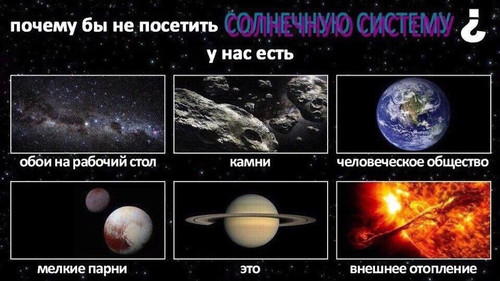 почему бы не посетить СОЛНЕЧНУЮ СИСТЕМУ ¿
у нас есть
обои на рабочий стол
камни
человеческое общество
мелкие парни
это
внешнее отопление